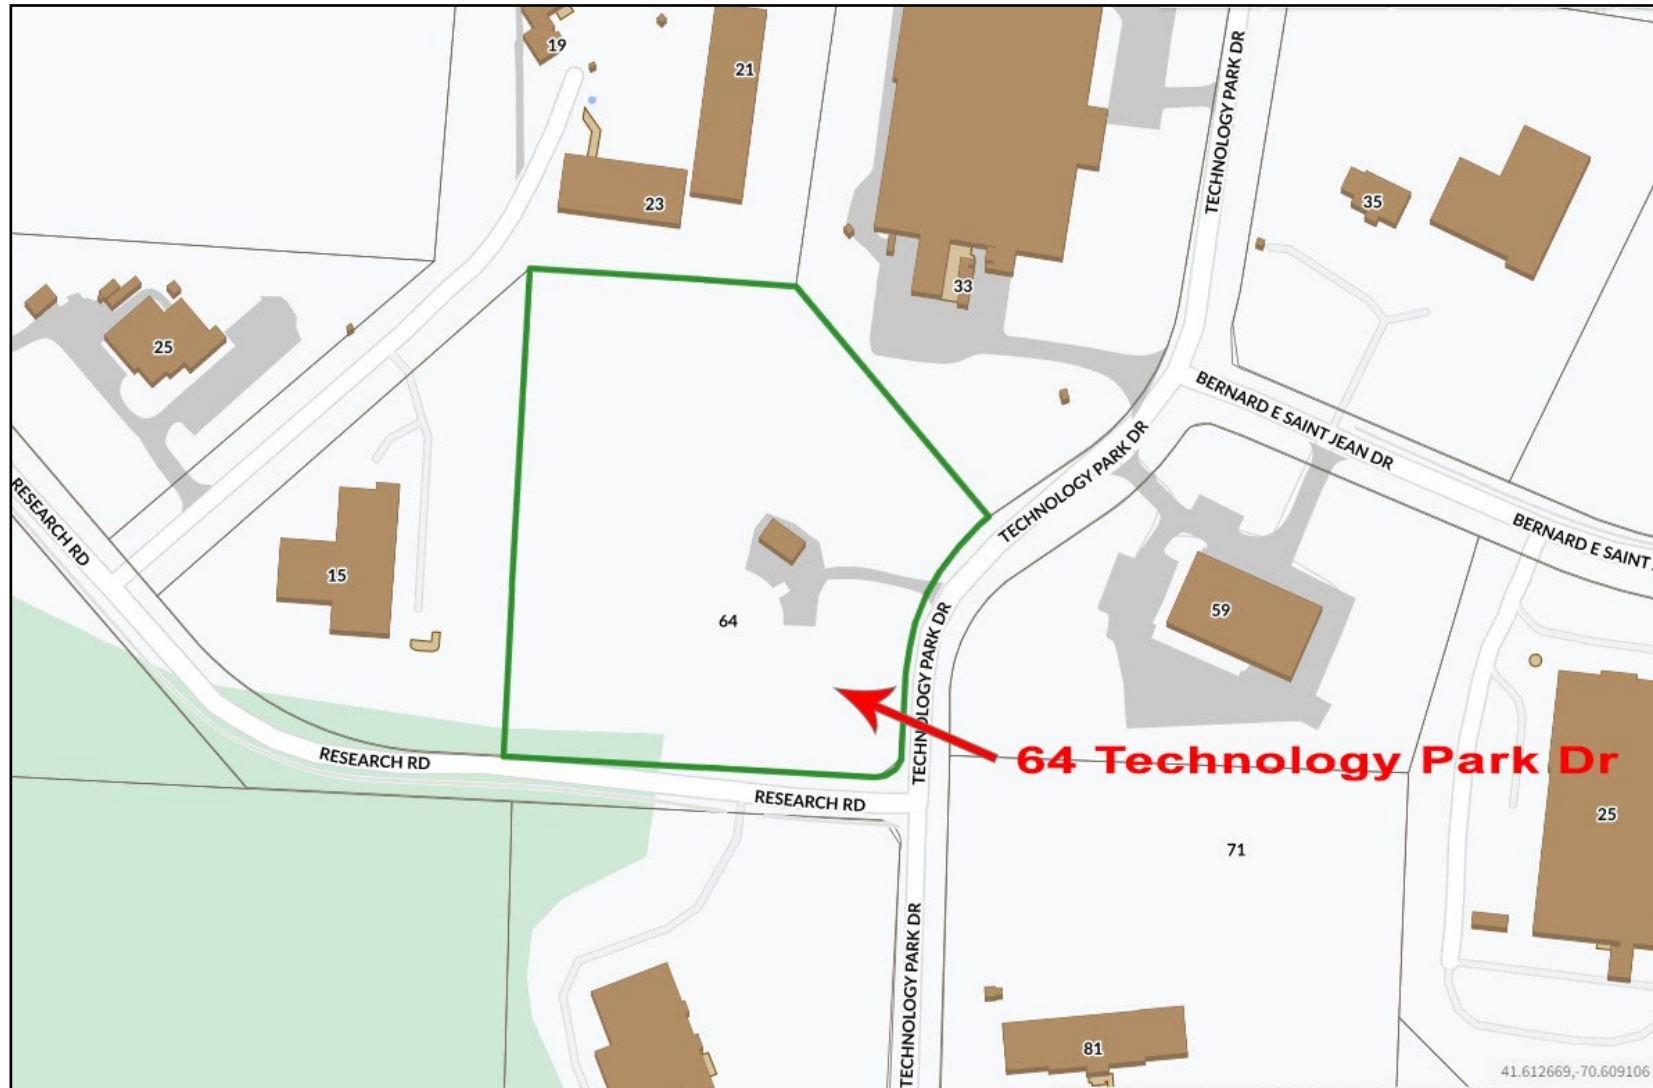 19
21
TECHNOLOGY PARK DR
23
35
33
25
BERNARD E SAINT JEAN DR
TECHNOLOGY PARK DR
RESEARCH RD
BERNARD E SAINT
15
59
64
TECHNOLOGY PARK DR
64 Technology Park Dr
RESEARCH RD
RESEARCH RD
25
71
TECHNOLOGY PARK DR
81
41.612669,-70.609106